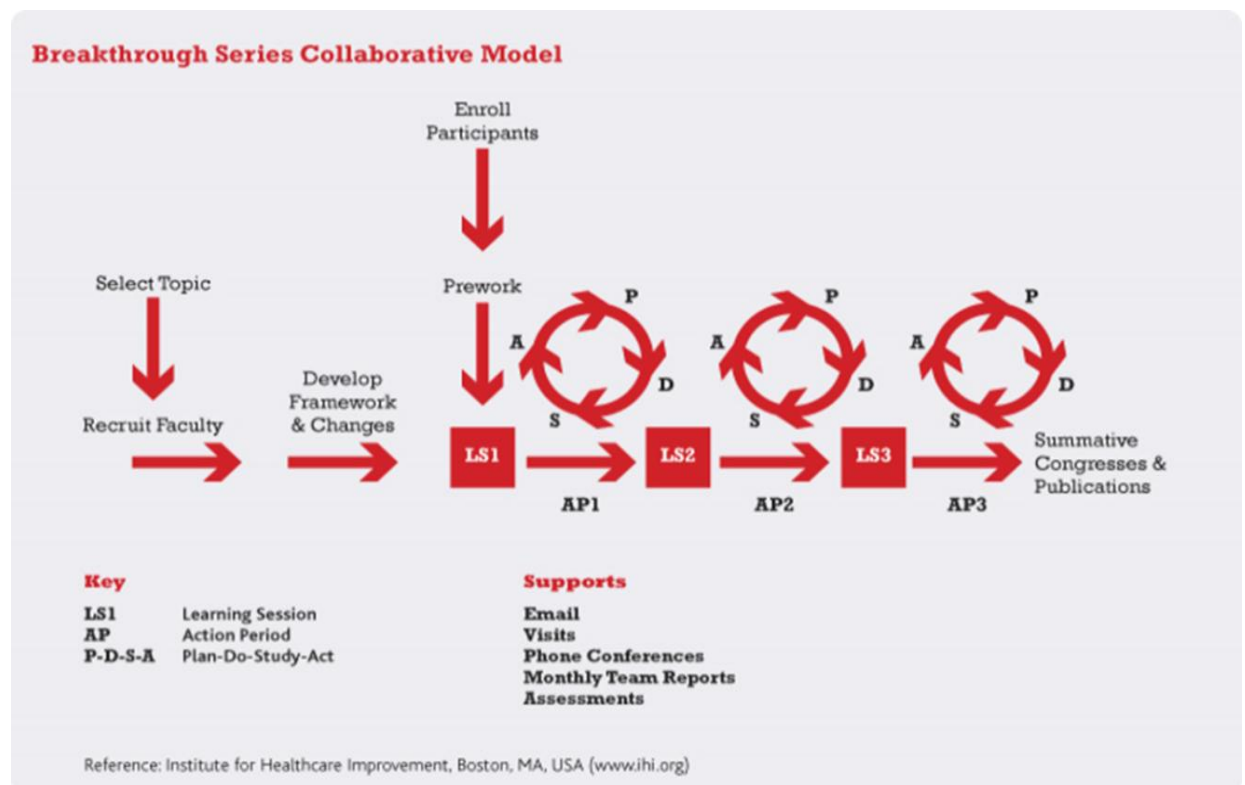 Breakthrough Series Collaborative Model
Enroll
Participants
Select Topic
Prework
Recruit Faculty
Develop
Framework
& Changes
P
A
D
S
P
A
D
S
P
A
D
S
LS1
LS2
LS3
AP1
AP2
AP3
Summative
Congresses &
Publications
Key
LS1 Learning Session
AP Action Period
P-D-S-A Plan-Do-Study-Act
Supports
Email
Visits
Phone Conferences
Monthly Team Reports
Assessments
Reference: Institute for Healthcare Improvement, Boston, MA, USA (www.ihi.org)